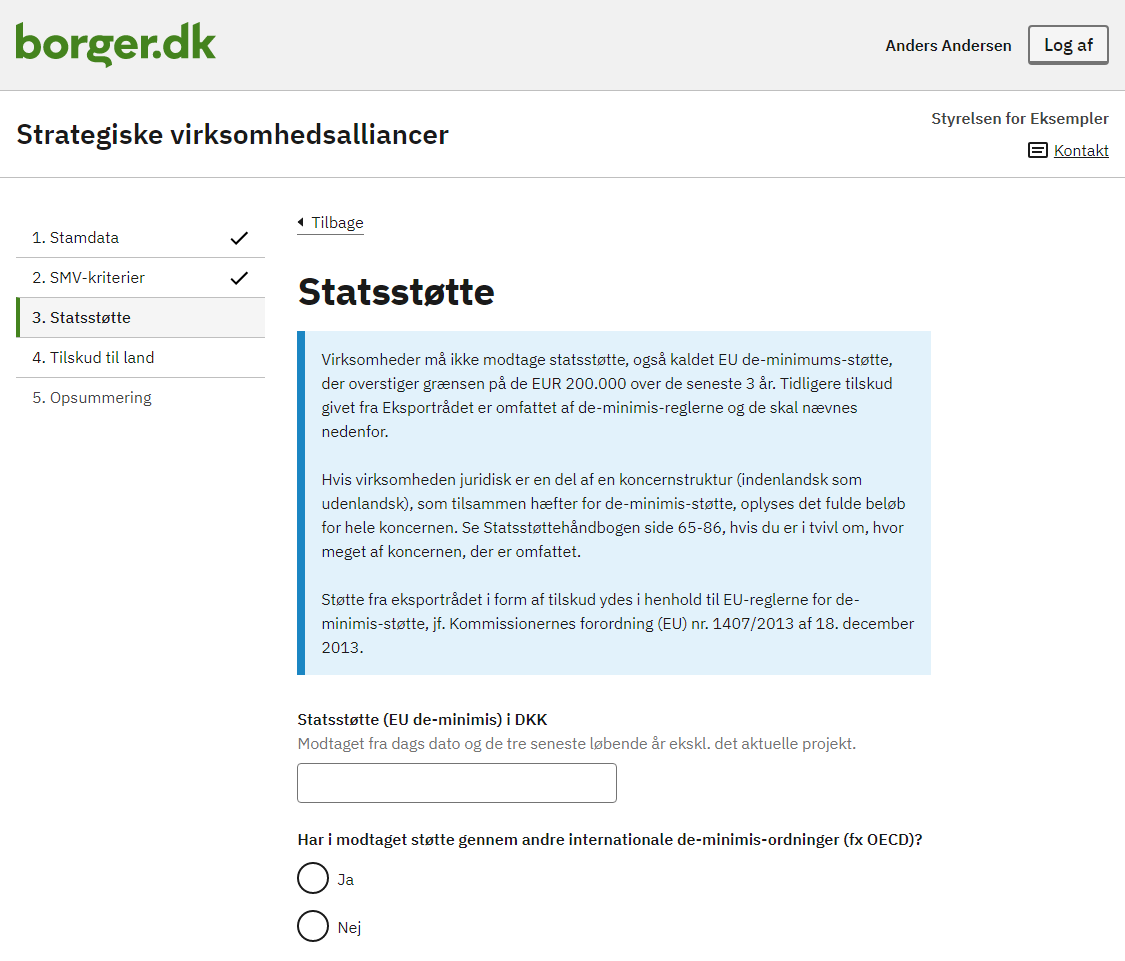 borger.dk
Anders Andersen
Log af
Strategiske virksomhedsalliancer
Styrelsen for Eksempler
Kontakt
1. Stamdata
2. SMV-kriterier
3. Statsstøtte
4. Tilskud til land
5. Opsummering
Tilbage
Statsstøtte
Virksomheder må ikke modtage statsstøtte, også kaldet EU de-minimums-støtte,
der overstiger grænsen på de EUR 200.000 over de seneste 3 år. Tidligere tilskud
givet fra Eksportrådet er omfattet af de-minimis-reglerne og de skal nævnes
nedenfor.
Hvis virksomheden juridisk er en del af en koncernstruktur (indenlandsk som
udenlandsk), som tilsammen hæfter for de-minimis-støtte, oplyses det fulde beløb
for hele koncernen. Se Statsstøttehåndbogen side 65-86, hvis du er i tvivl om, hvor
meget af koncernen, der er omfattet.
Støtte fra eksportrådet i form af tilskud ydes i henhold til EU-reglerne for de-
minimis-støtte, jf. Kommissionernes forordning (EU) nr. 1407/2013 af 18. december
2013.
Statsstøtte (EU de-minimis) i DKK
Modtaget fra dags dato og de tre seneste løbende år ekskl. det aktuelle projekt.
Har i modtaget støtte gennem andre internationale de-minimis-ordninger (fx OECD)?
Ja
Nej